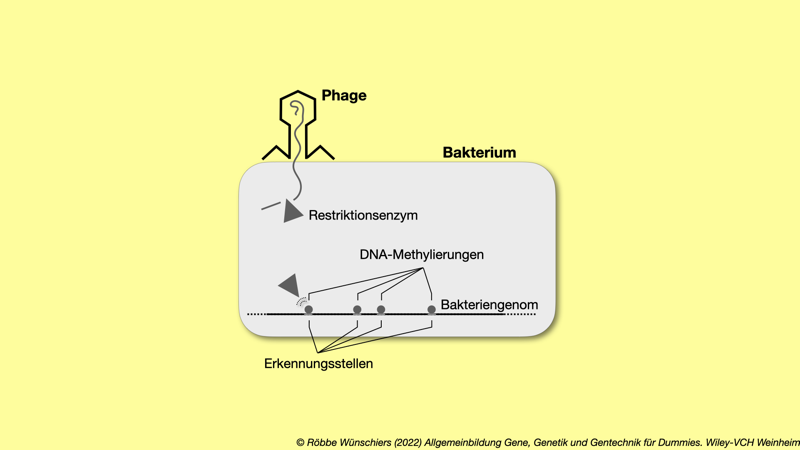 Phage
Bakterium
Restriktionsenzym
DNA-Methylierungen
Bakteriengenom
Erkennungsstellen
© Röbbe Wünschiers (2022) Allgemeinbildung Gene, Genetik und Gentechnik für Dummies. Wiley-VCH Weinheim